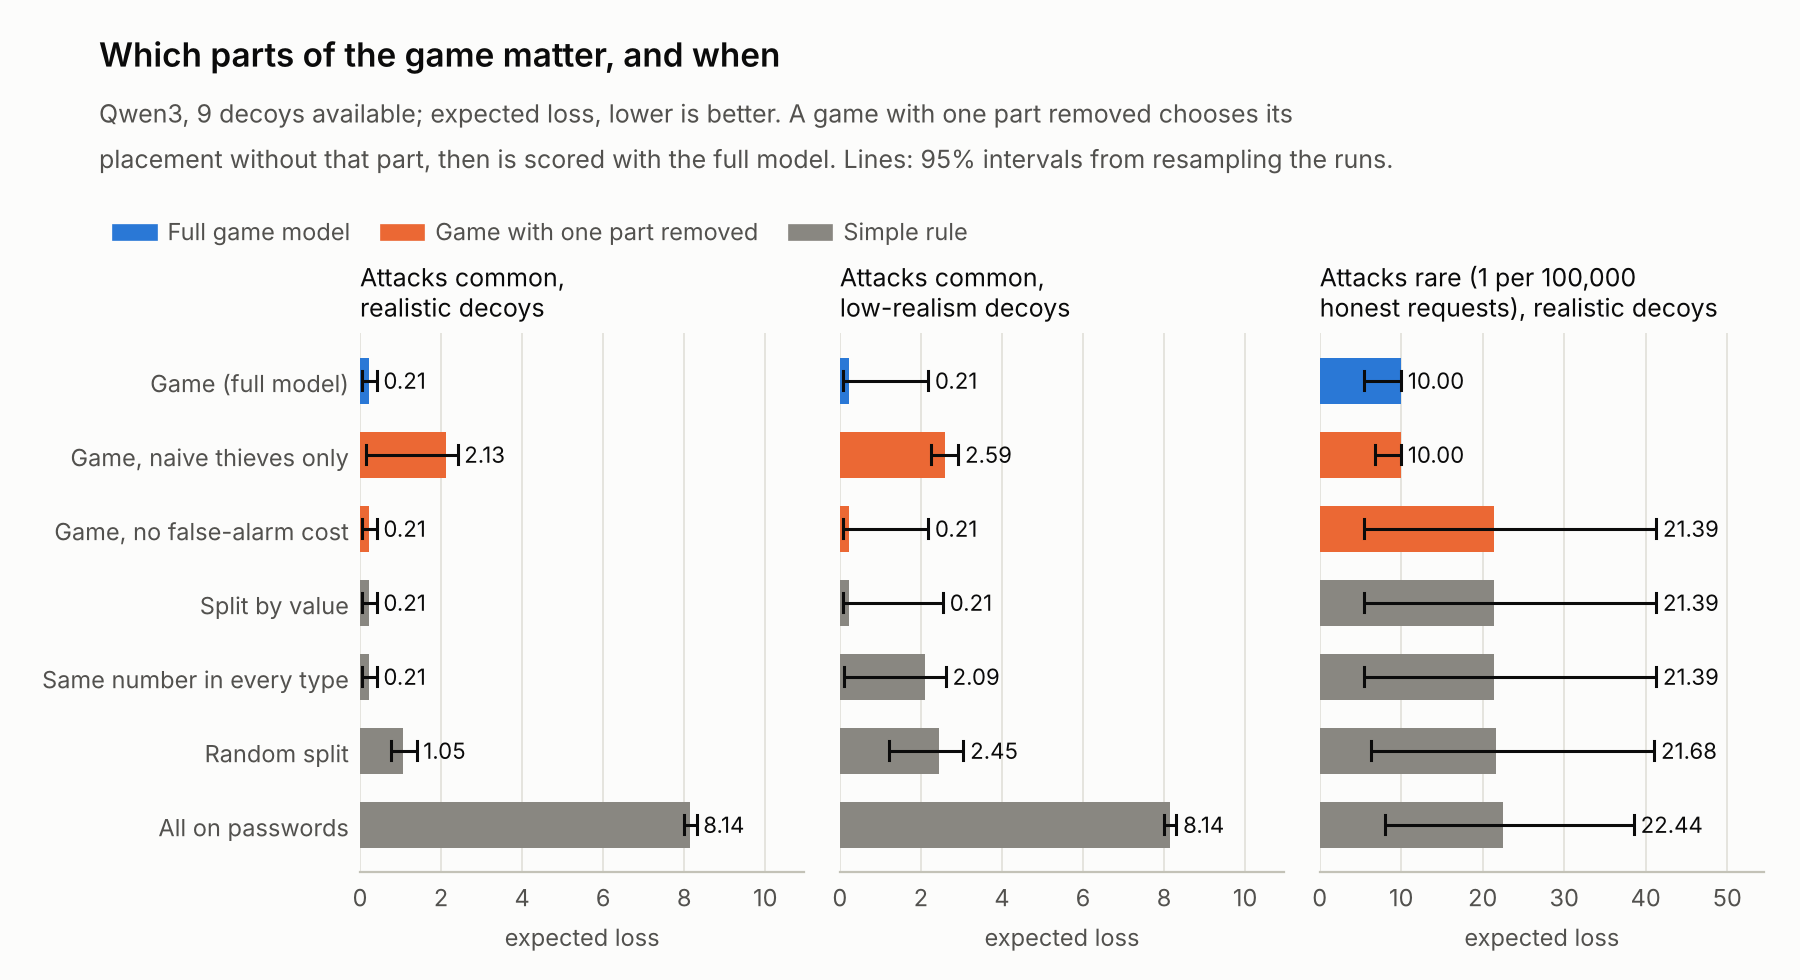 Which parts of the game matter, and when
Qwen3, 9 decoys available; expected loss, lower is better. A game with one part removed chooses its
placement without that part, then is scored with the full model. Lines: 95% intervals from resampling the runs.
Full game model
Game with one part removed
Simple rule
Attacks common,
realistic decoys
Attacks common,
low-realism decoys
Attacks rare (1 per 100,000
honest requests), realistic decoys
Game (full model) 0.21 0.21 10.00
Game, naive thieves only 2.13 2.59 10.00
Game, no false-alarm cost 0.21 0.21 21.39
Split by value 0.21 0.21 21.39
Same number in every type 0.21 2.09 21.39
Random split 1.05 2.45 21.68
All on passwords 8.14 8.14 22.44
0 2 4 6 8 10 0 2 4 6 8 10 0 10 20 30 40 50
expected loss expected loss expected loss